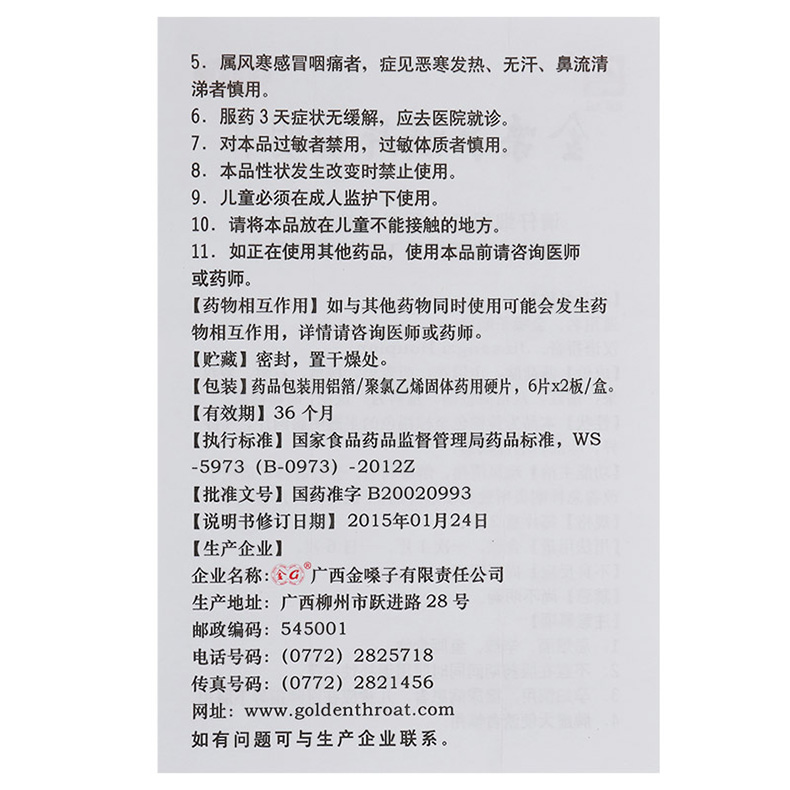 5. 属风寒感冒咽痛者，症见恶寒发热、无汗、鼻流清
涕者慎用。
6. 服药3天症状无缓解，应去医院就诊。
7. 对本品过敏者禁用，过敏体质者慎用。
8. 本品性状发生改变时禁止使用。
9. 儿童必须在成人监护下使用。
10. 请将本品放在儿童不能接触的地方。
11. 如正在使用其他药品，使用本品前请咨询医师
或药师。
【药物相互作用】如与其他药物同时使用可能会发生药
物相互作用，详情请咨询医师或药师。
【贮藏】密封，置干燥处。
【包装】药品包装用铝箔/聚氯乙烯固体药用硬片，6片x2板/盒。
【有效期】36个月
【执行标准】国家食品药品监督管理局药品标准，WS
-5973（B-0973）-2012Z
【批准文号】国药准字 B20020993
【说明书修订日期】2015年01月24日
【生产企业】
企业名称：金G®广西金嗓子有限责任公司
生产地址：广西柳州市跃进路28号
邮政编码：545001
电话号码：(0772) 2825718
传真号码：(0772) 2821456
网址：www.goldenthroat.com
如有问题可与生产企业联系。